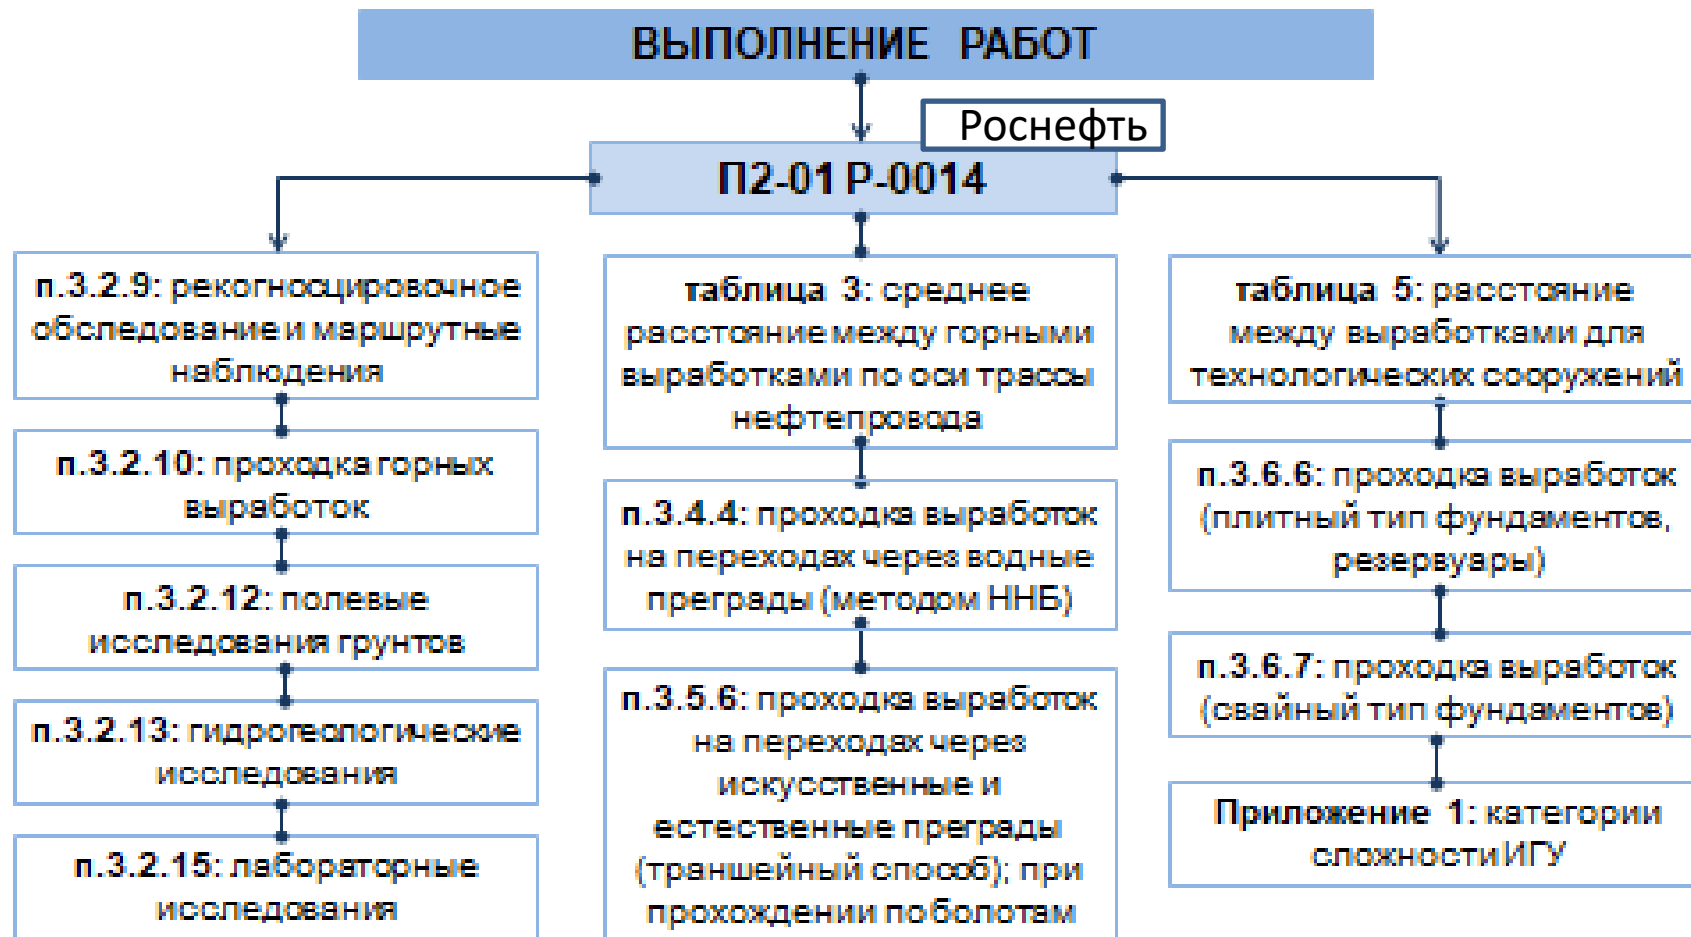 ВЫПОЛНЕНИЕ РАБОТ
Роснефть
П2-01 Р-0014
п.3.2.9: рекогносцировочное
обследование и маршрутные
наблюдения
п.3.2.10: проходка горных
выработок
п.3.2.12: полевые
исследования грунтов
п.3.2.13: гидрогеологические
исследования
п.3.2.15: лабораторные
исследования
таблица 3: среднее
расстояние между горными
выработками по оси трассы
нефтепровода
п.3.4.4: проходка выработок
на переходах через водные
преграды (методом ННБ)
п.3.5.6: проходка выработок
на переходах через
искусственные и
естественные преграды
(траншейный способ); при
прохождении по болотам
таблица 5: расстояние
между выработками для
технологических сооружений
п.3.6.6: проходка выработок
(плитный тип фундаментов,
резервуары)
п.3.6.7: проходка выработок
(свайный тип фундаментов)
Приложение 1: категории
сложности ИГУ